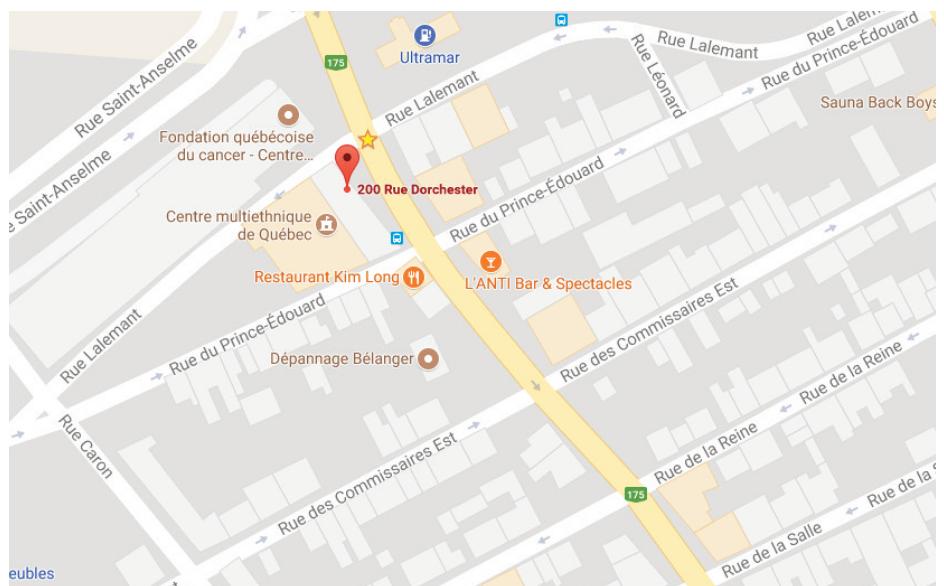 Rue Saint-Anselme
Rue Saint-Anselme
175
Ultramar
Rue Lalemant
Rue Lalemant
Rue Lalemant
Rue Léonard
Rue du Prince-Édouard
Sauna Back Boys
Fondation québécoise
du cancer - Centre...
200 Rue Dorchester
Centre multiethnique
de Québec
Rue du Prince-Édouard
Restaurant Kim Long
L'ANTI Bar & Spectacles
Rue du Prince-Édouard
Rue Lalemant
Dépannage Bélanger
Rue des Commissaires Est
Rue de la Reine
Rue Caron
Rue des Commissaires Est
Rue de la Reine
175
Rue de la Salle
Rue de la S
eubles